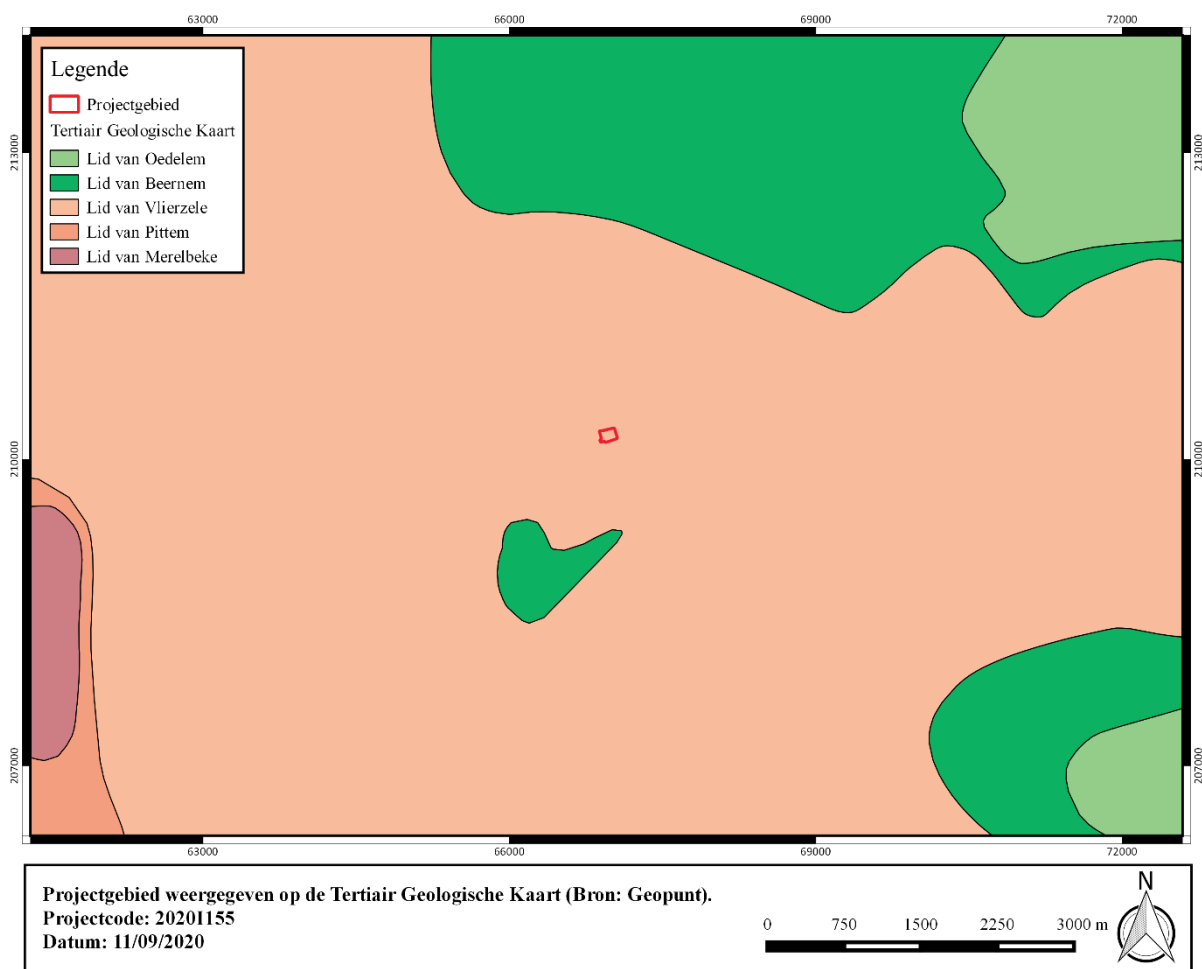 63000 66000 69000 72000
Legende
Projectgebied
Tertiair Geologische Kaart
Lid van Oedelem
Lid van Beernem
Lid van Vlierzele
Lid van Pittem
Lid van Merelbeke
213000 213000
210000 210000
207000 207000
63000 66000 69000 72000
Projectgebied weergegeven op de Tertiair Geologische Kaart (Bron: Geopunt).
Projectcode: 2020I155
Datum: 11/09/2020
0 750 1500 2250 3000 m
N